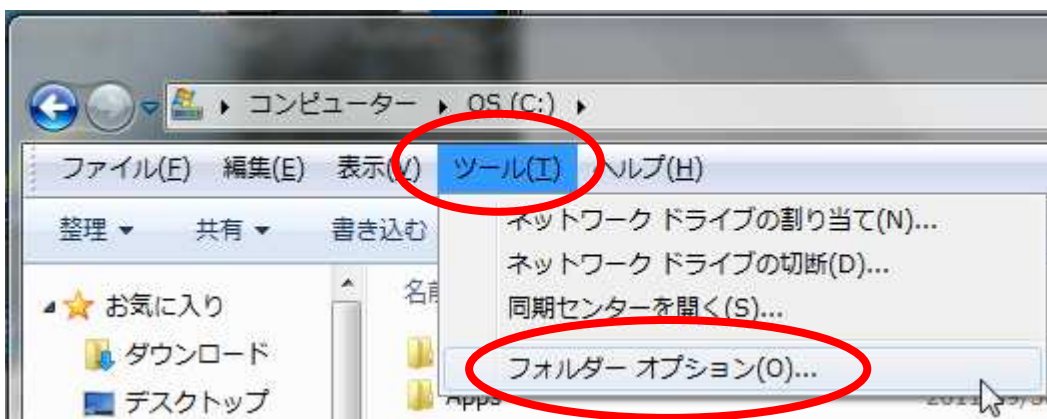 コンピューター ▸ OS (C:) ▸
ファイル(F) 編集(E) 表示(V) ツール(T) ヘルプ(H)
整理 ▼ 共有 ▼ 書き込む
ネットワーク ドライブの割り当て(N)...
ネットワーク ドライブの切断(D)...
同期センターを開く(S)...
フォルダー オプション(O)...
お気に入り
ダウンロード
デスクトップ
Apps